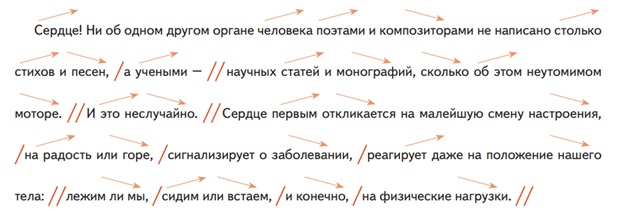 Сердце! Ни об одном другом органе человека поэтами и композиторами не написано столько
стихов и песен, / а учеными – // научных статей и монографий, сколько об этом неутомимом
моторе. // И это неслучайно. // Сердце первым откликается на малейшую смену настроения,
/ на радость или горе, / сигнализирует о заболевании, / реагирует даже на положение нашего
тела: // лежим ли мы, / сидим или встаем, / и конечно, / на физические нагрузки. //